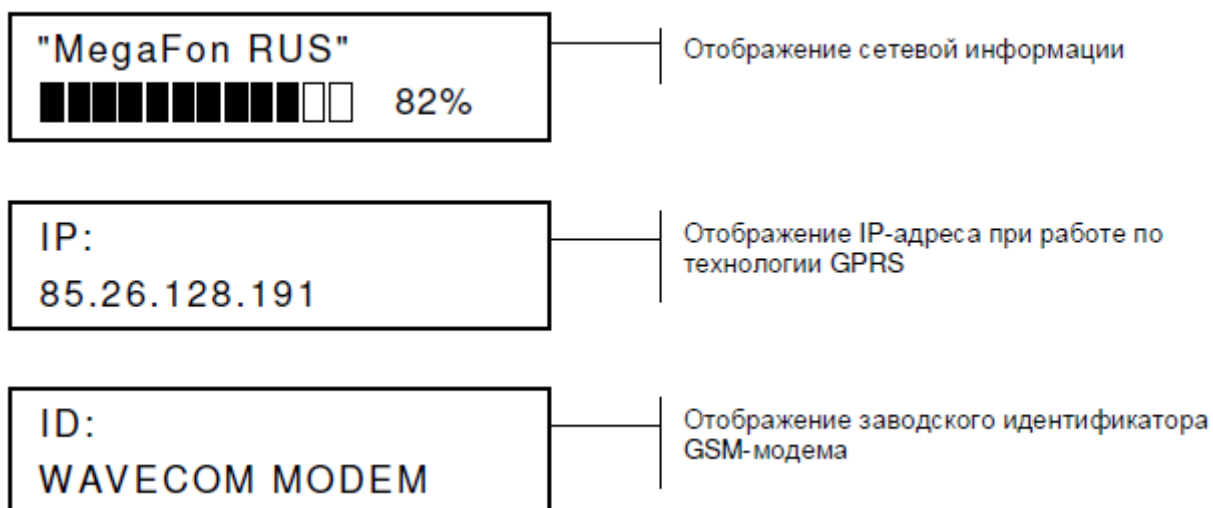 "MegaFon RUS"
82%
Отображение сетевой информации
IP:
85.26.128.191
Отображение IP-адреса при работе по
технологии GPRS
ID:
WAVECOM MODEM
Отображение заводского идентификатора
GSM-модема